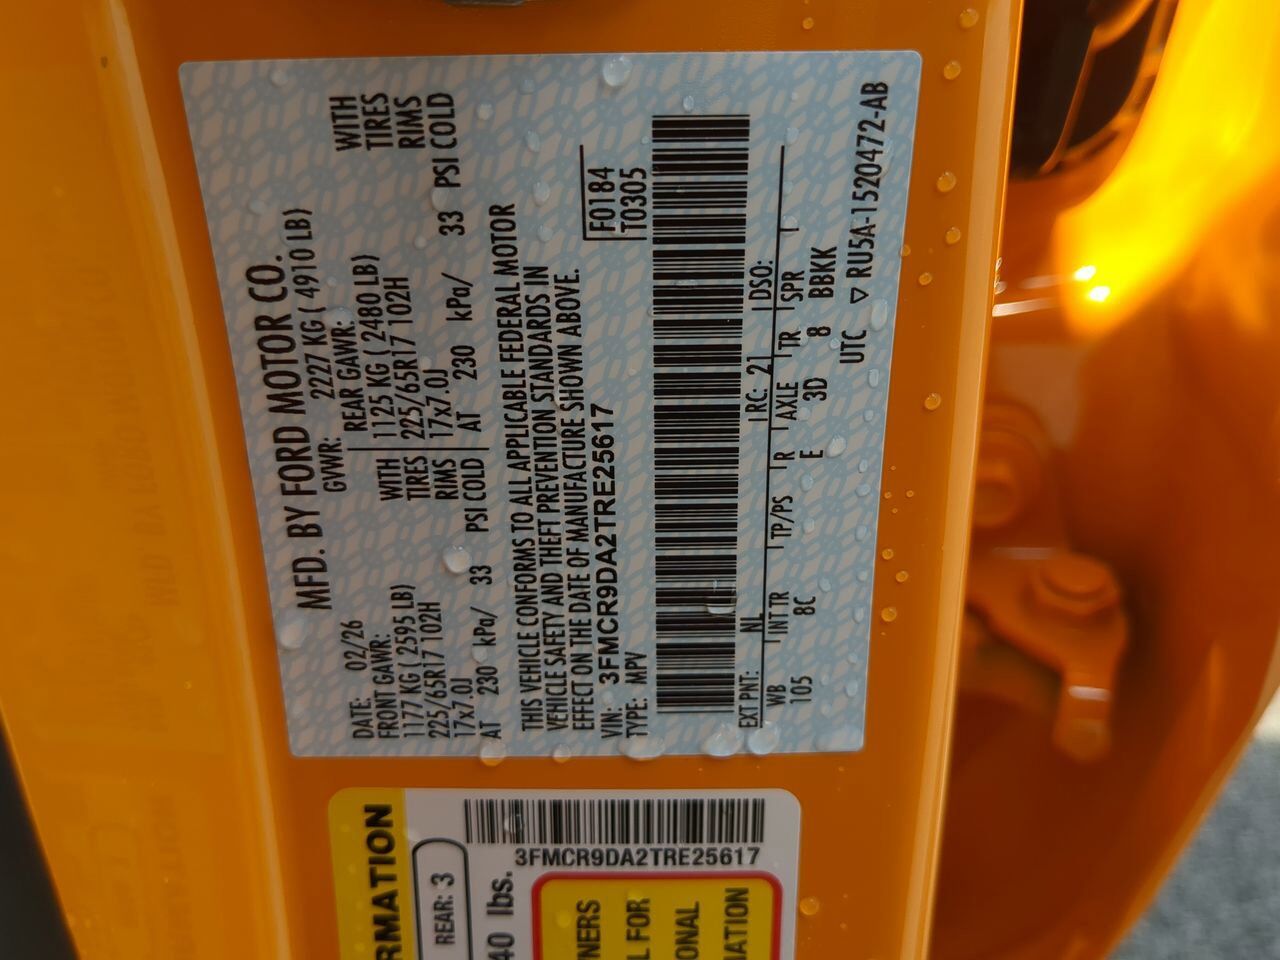 MFD. BY FORD MOTOR CO.
DATE: 02/26 GVWR: 2227 KG ( 4910 LB)
FRONT GAWR: REAR GAWR:
1177 KG ( 2595 LB) WITH 1125 KG ( 2480 LB) WITH
225/65R17 102H TIRES 225/65R17 102H TIRES
17x7.0J RIMS 17x7.0J RIMS
AT 230 kPa/ 33 PSI COLD AT 230 kPa/ 33 PSI COLD
THIS VEHICLE CONFORMS TO ALL APPLICABLE FEDERAL MOTOR
VEHICLE SAFETY AND THEFT PREVENTION STANDARDS IN
EFFECT ON THE DATE OF MANUFACTURE SHOWN ABOVE.
VIN: 3FMCR9DA2TRE25617 F0184
TYPE: MPV T0305
EXT PNT: NL RC: 21 DSO:
WB INT TR TP/PS R AXLE TR SPR
105 8C E 3D 8 BBKK
UTC ▽ RU5A-1520472-AB
RMATION
REAR: 3
3FMCR9DA2TRE25617
40 lbs.
NERS
L FOR
ONAL
ATION